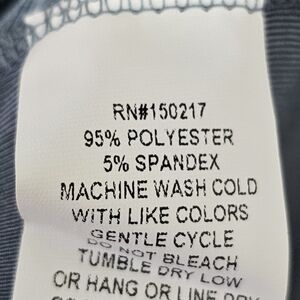 RN#150217
95% POLYESTER
5% SPANDEX
MACHINE WASH COLD
WITH LIKE COLORS
GENTLE CYCLE
DO NOT BLEACH
TUMBLE DRY LOW
OR HANG OR LINE DRY